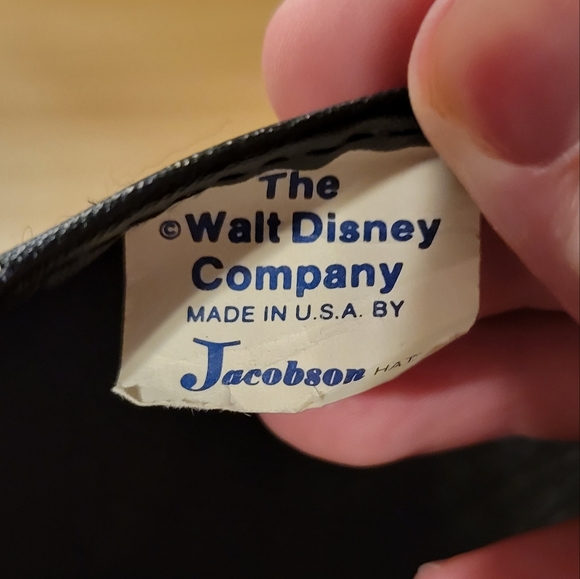 The
©Walt Disney
Company
MADE IN U.S.A. BY
Jacobson HAT